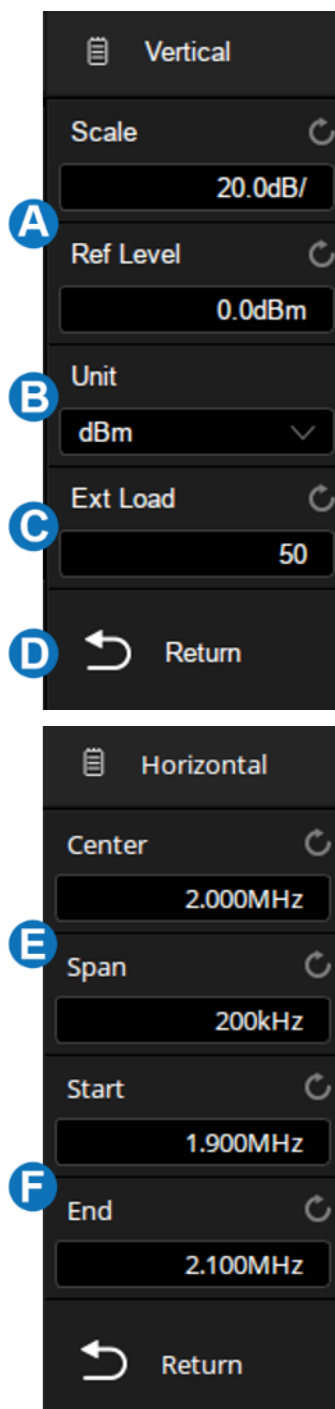 Vertical
Scale
20.0dB/
A
Ref Level
0.0dBm
Unit
B
dBm
Ext Load
C
50
D
Return
Horizontal
Center
2.000MHz
E
Span
200kHz
Start
1.900MHz
F
End
2.100MHz
Return